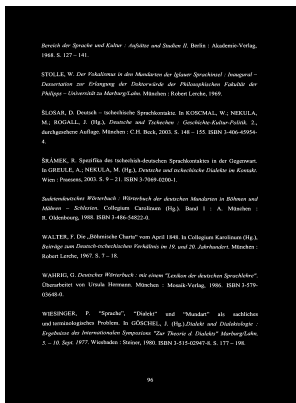 Bereich der Sprache und Kultur : Aufsätze und Studien II. Berlin : Akademie-Verlag,
1968. S. 127 – 141.
STOLLE, W. Der Vokalismus in den Mundarten der Iglauer Sprachinsel : Inaugural –
Dessertation zur Erlangung der Doktorwürde der Philosophischen Fakultät der
Philipps – Universität zu Marburg/Lahn. München : Robert Lerche, 1969.
ŠLOSAR, D. Deutsch – tschechische Sprachkontakte. In KOSCMAL, W.; NEKULA,
M.; ROGALL, J. (Hg.), Deutsche und Tschechen : Geschichte-Kultur-Politik. 2.,
durchgesehene Auflage. München : C.H. Beck, 2003. S. 148 – 155. ISBN 3-406-45954-
4.
ŠRÁMEK, R. Spezifika des tschechisch-deutschen Sprachkontaktes in der Gegenwart.
In GREULE, A.; NEKULA, M. (Hg.), Deutsche und tschechische Dialekte im Kontakt.
Wien : Praesens, 2003. S. 9 – 21. ISBN 3-7069-0200-1.
Sudetendeutsches Wörterbuch : Wörterbuch der deutschen Mundarten in Böhmen und
Mähren – Schlesien. Collegium Carolinum (Hg.). Band I : A. München :
R. Oldenbourg, 1988. ISBN 3-486-54822-0.
WALTER, F. Die „Böhmische Charta“ vom April 1848. In Collegium Carolinum (Hg.),
Beiträge zum Deutsch-tschechischen Verhältnis im 19. und 20. Jahrhundert. München :
Robert Lerche, 1967. S. 7 – 18.
WAHRIG, G. Deutsches Wörterbuch : mit einem "Lexikon der deutschen Sprachlehre".
Überarbeitet von Ursula Hermann. München : Mosaik-Verlag, 1986. ISBN 3-579-
03648-0.
WIESINGER, P. "Sprache", "Dialekt" und "Mundart" als sachliches
und terminologisches Problem. In GÖSCHEL, J. (Hg.).Dialekt und Dialektologie :
Ergebnisse des Internationalen Symposions "Zur Theorie d. Dialekts" Marburg/Lahn,
5. – 10. Sept. 1977. Wiesbaden : Steiner, 1980. ISBN 3-515-02947-8. S. 177 – 198.
96